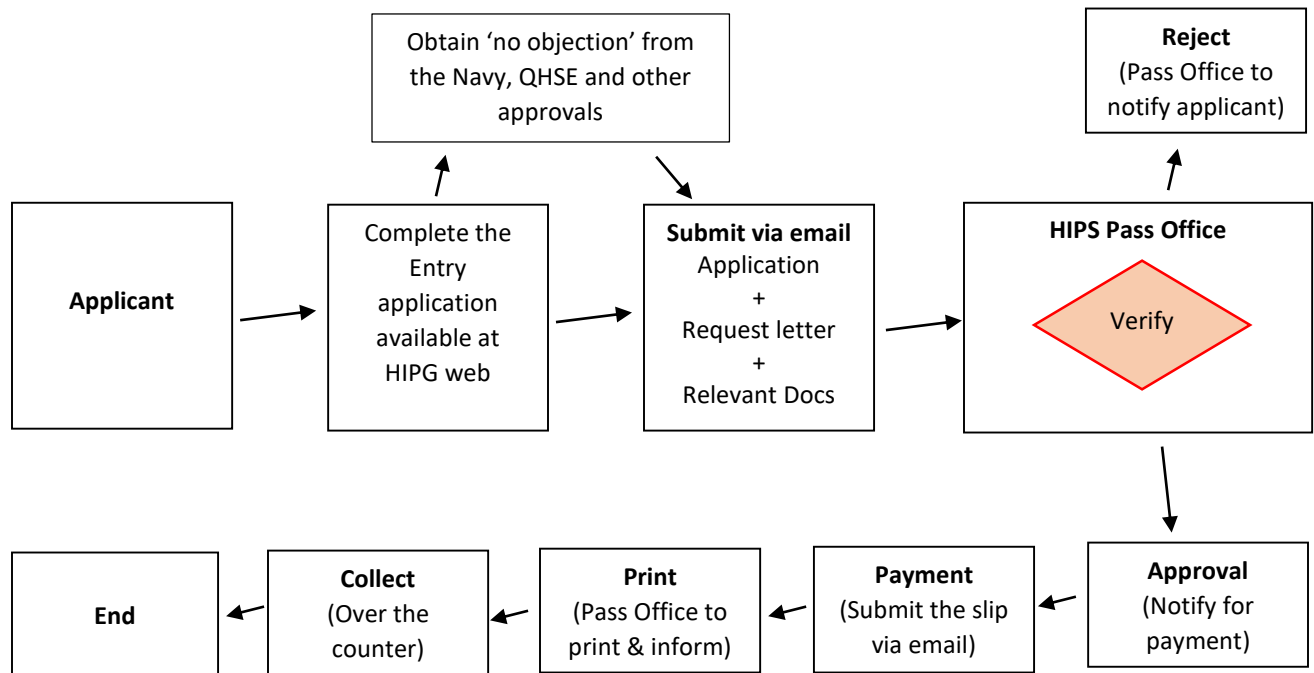 Obtain ‘no objection’ from
the Navy, QHSE and other
approvals
Reject
(Pass Office to
notify applicant)
Applicant
Complete the
Entry
application
available at
HIPG web
Submit via email
Application
+
Request letter
+
Relevant Docs
HIPS Pass Office
Verify
End
Collect
(Over the
counter)
Print
(Pass Office to
print & inform)
Payment
(Submit the slip
via email)
Approval
(Notify for
payment)